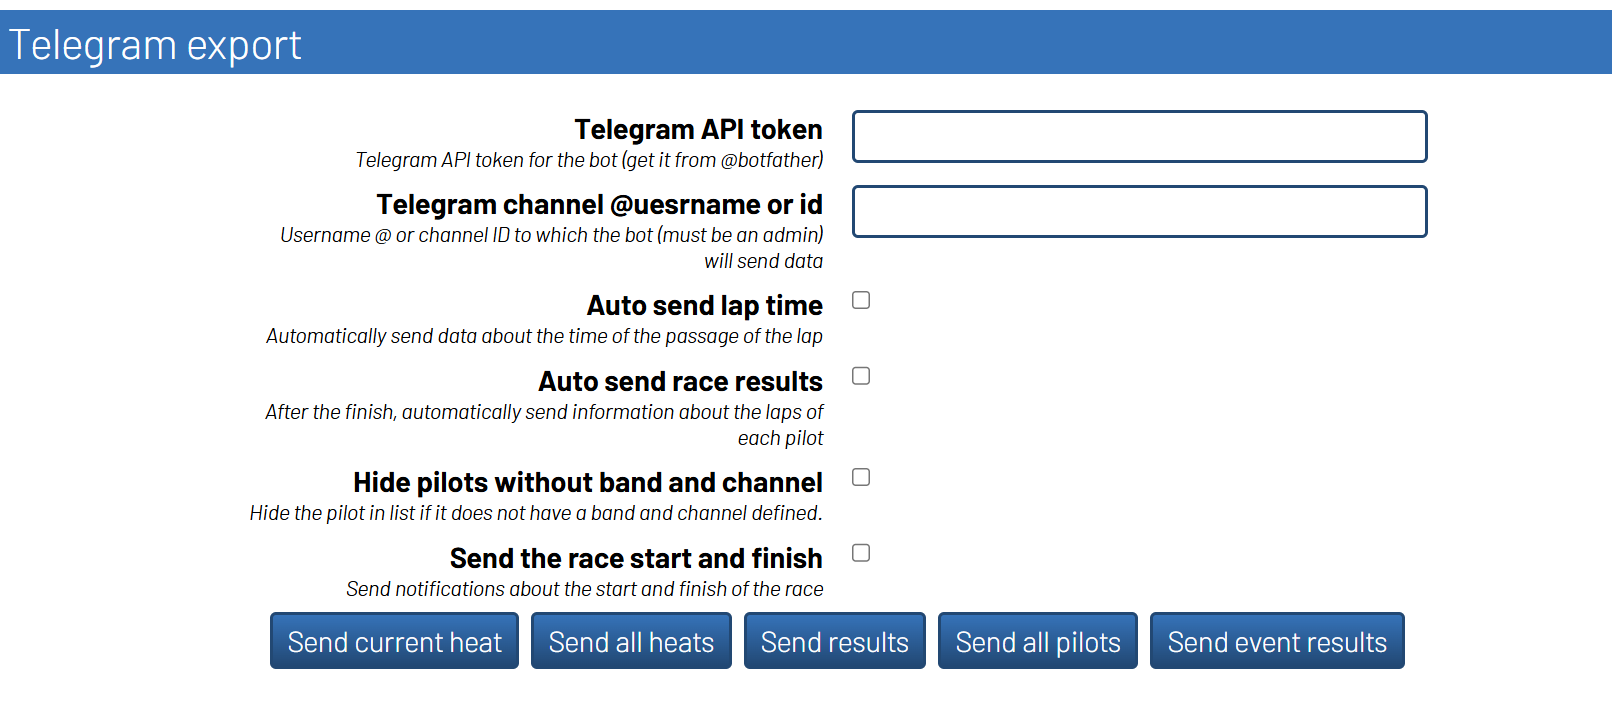 Telegram export
Telegram API token
Telegram API token for the bot (get it from @botfather)
Telegram channel @uesrname or id
Username @ or channel ID to which the bot (must be an admin)
will send data
Auto send lap time
Automatically send data about the time of the passage of the lap
Auto send race results
After the finish, automatically send information about the laps of
each pilot
Hide pilots without band and channel
Hide the pilot in list if it does not have a band and channel defined.
Send the race start and finish
Send notifications about the start and finish of the race
Send current heat
Send all heats
Send results
Send all pilots
Send event results